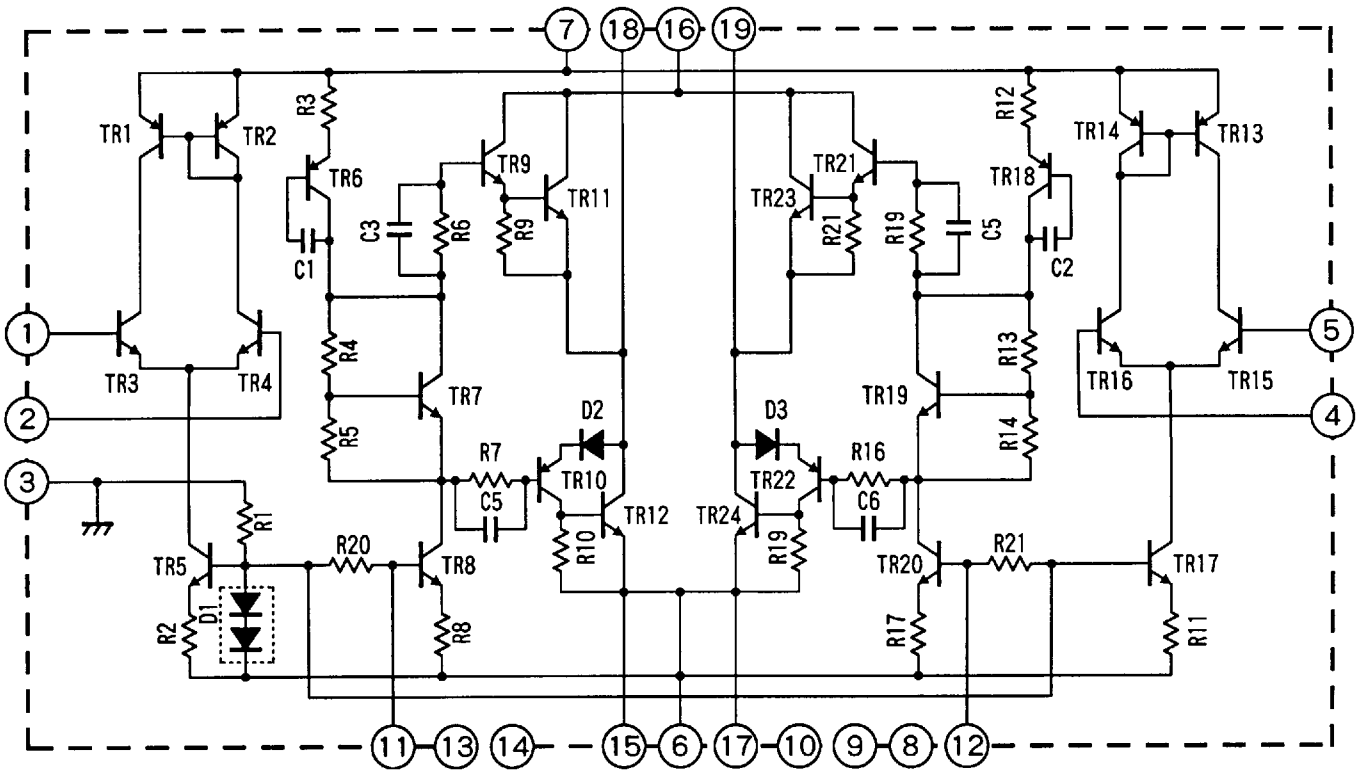 7 18 16 19
TR1 TR2 R3 R12 TR14 TR13
TR6 TR9 TR21 TR18
C3 R6 R9 TR11 TR23 R21 R19 C5
C1 C2
1 5
R4 R13
TR3 TR4 TR16 TR15
TR7 TR19
2 D2 D3 4
R5 R14
R7 R16
3 TR10 TR22
C5 C6
R1 TR12 TR24
R10 R19
TR5 R20 TR8 TR20 R21 TR17
D1
R2 R8 R17 R11
11 13 14 15 6 17 10 9 8 12